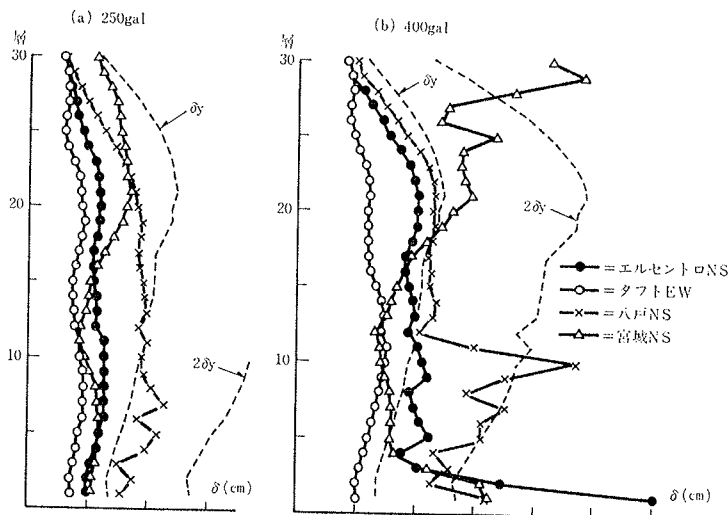 (a) 250gal
層
30
20
10
δy
2δy
δ(cm)
(b) 400gal
層
30
20
10
δy
2δy
δ(cm)
=エルセントロNS
=タフトEW
=八戸NS
=宮城NS